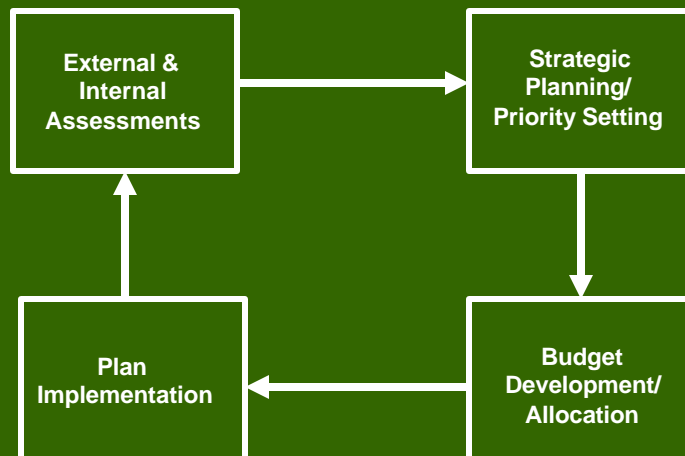 External &
Internal
Assessments
Strategic
Planning/
Priority Setting
Plan
Implementation
Budget
Development/
Allocation